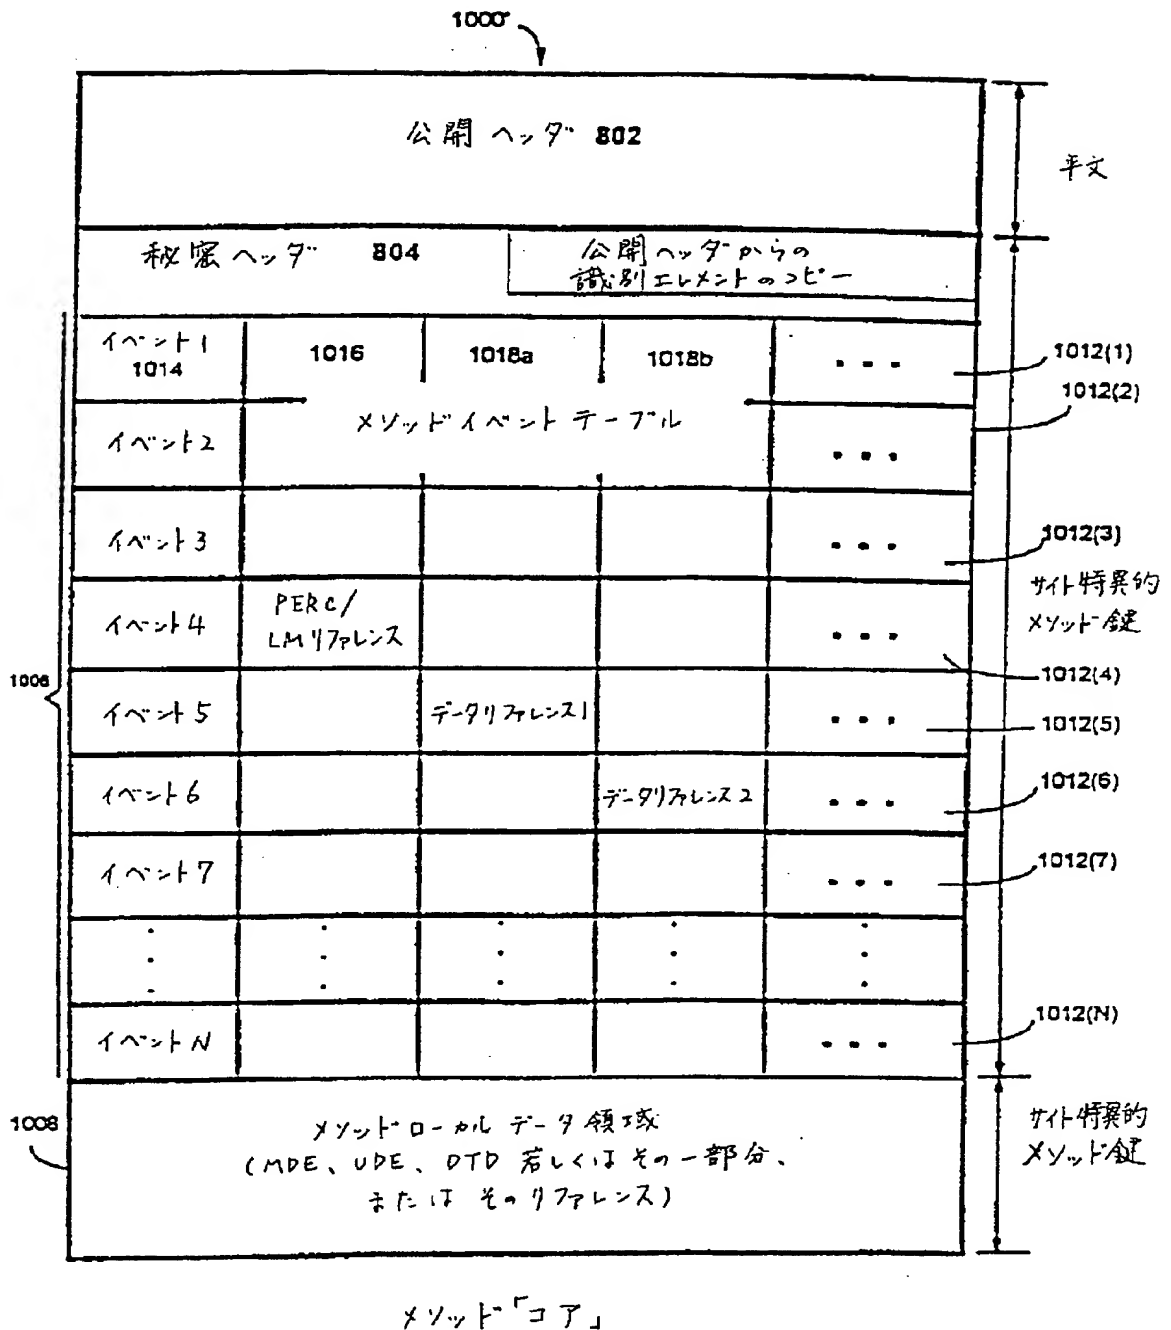 1000
公開ヘッダ 802
平文
秘密ヘッダ 804
公開ヘッダからの
識別エレメントのコピー
イベント1
1014
1016
1018a
1018b
...
1012(1)
1012(2)
メソッドイベントテーブル
イベント2
...
イベント3
...
1012(3)
サイト特異的
メソッド鍵
イベント4
PERC/
LMリファレンス
...
1012(4)
1006
イベント5
データリファレンス1
...
1012(5)
イベント6
データリファレンス2
...
1012(6)
イベント7
...
1012(7)
イベントN
...
1012(N)
1008
メソッドローカルデータ領域
(MDE、UDE、DTD 若しくはその一部分、
またはそのリファレンス)
サイト特異的
メソッド鍵
メソッド「コア」